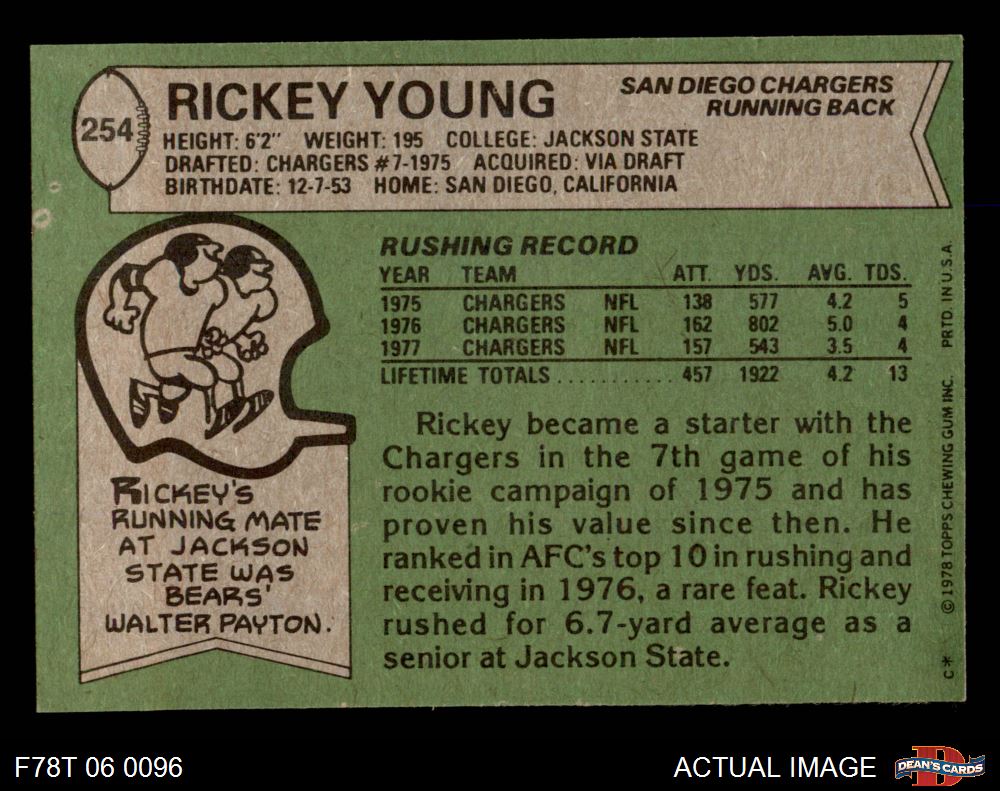 254
RICKEY YOUNG
SAN DIEGO CHARGERS
RUNNING BACK
HEIGHT: 6'2" WEIGHT: 195 COLLEGE: JACKSON STATE
DRAFTED: CHARGERS #7-1975 ACQUIRED: VIA DRAFT
BIRTHDATE: 12-7-53 HOME: SAN DIEGO, CALIFORNIA
RUSHING RECORD
YEAR TEAM ATT. YDS. AVG. TDS.
1975 CHARGERS NFL 138 577 4.2 5
1976 CHARGERS NFL 162 802 5.0 4
1977 CHARGERS NFL 157 543 3.5 4
LIFETIME TOTALS ........... 457 1922 4.2 13
Rickey became a starter with the
Chargers in the 7th game of his
rookie campaign of 1975 and has
proven his value since then. He
ranked in AFC's top 10 in rushing and
receiving in 1976, a rare feat. Rickey
rushed for 6.7-yard average as a
senior at Jackson State.
RICKEY'S
RUNNING MATE
AT JACKSON
STATE WAS
BEARS'
WALTER PAYTON.
C* © 1978 TOPPS CHEWING GUM INC. PRTD. IN U.S.A.
F78T 06 0096
ACTUAL IMAGE
DEAN'S CARDS